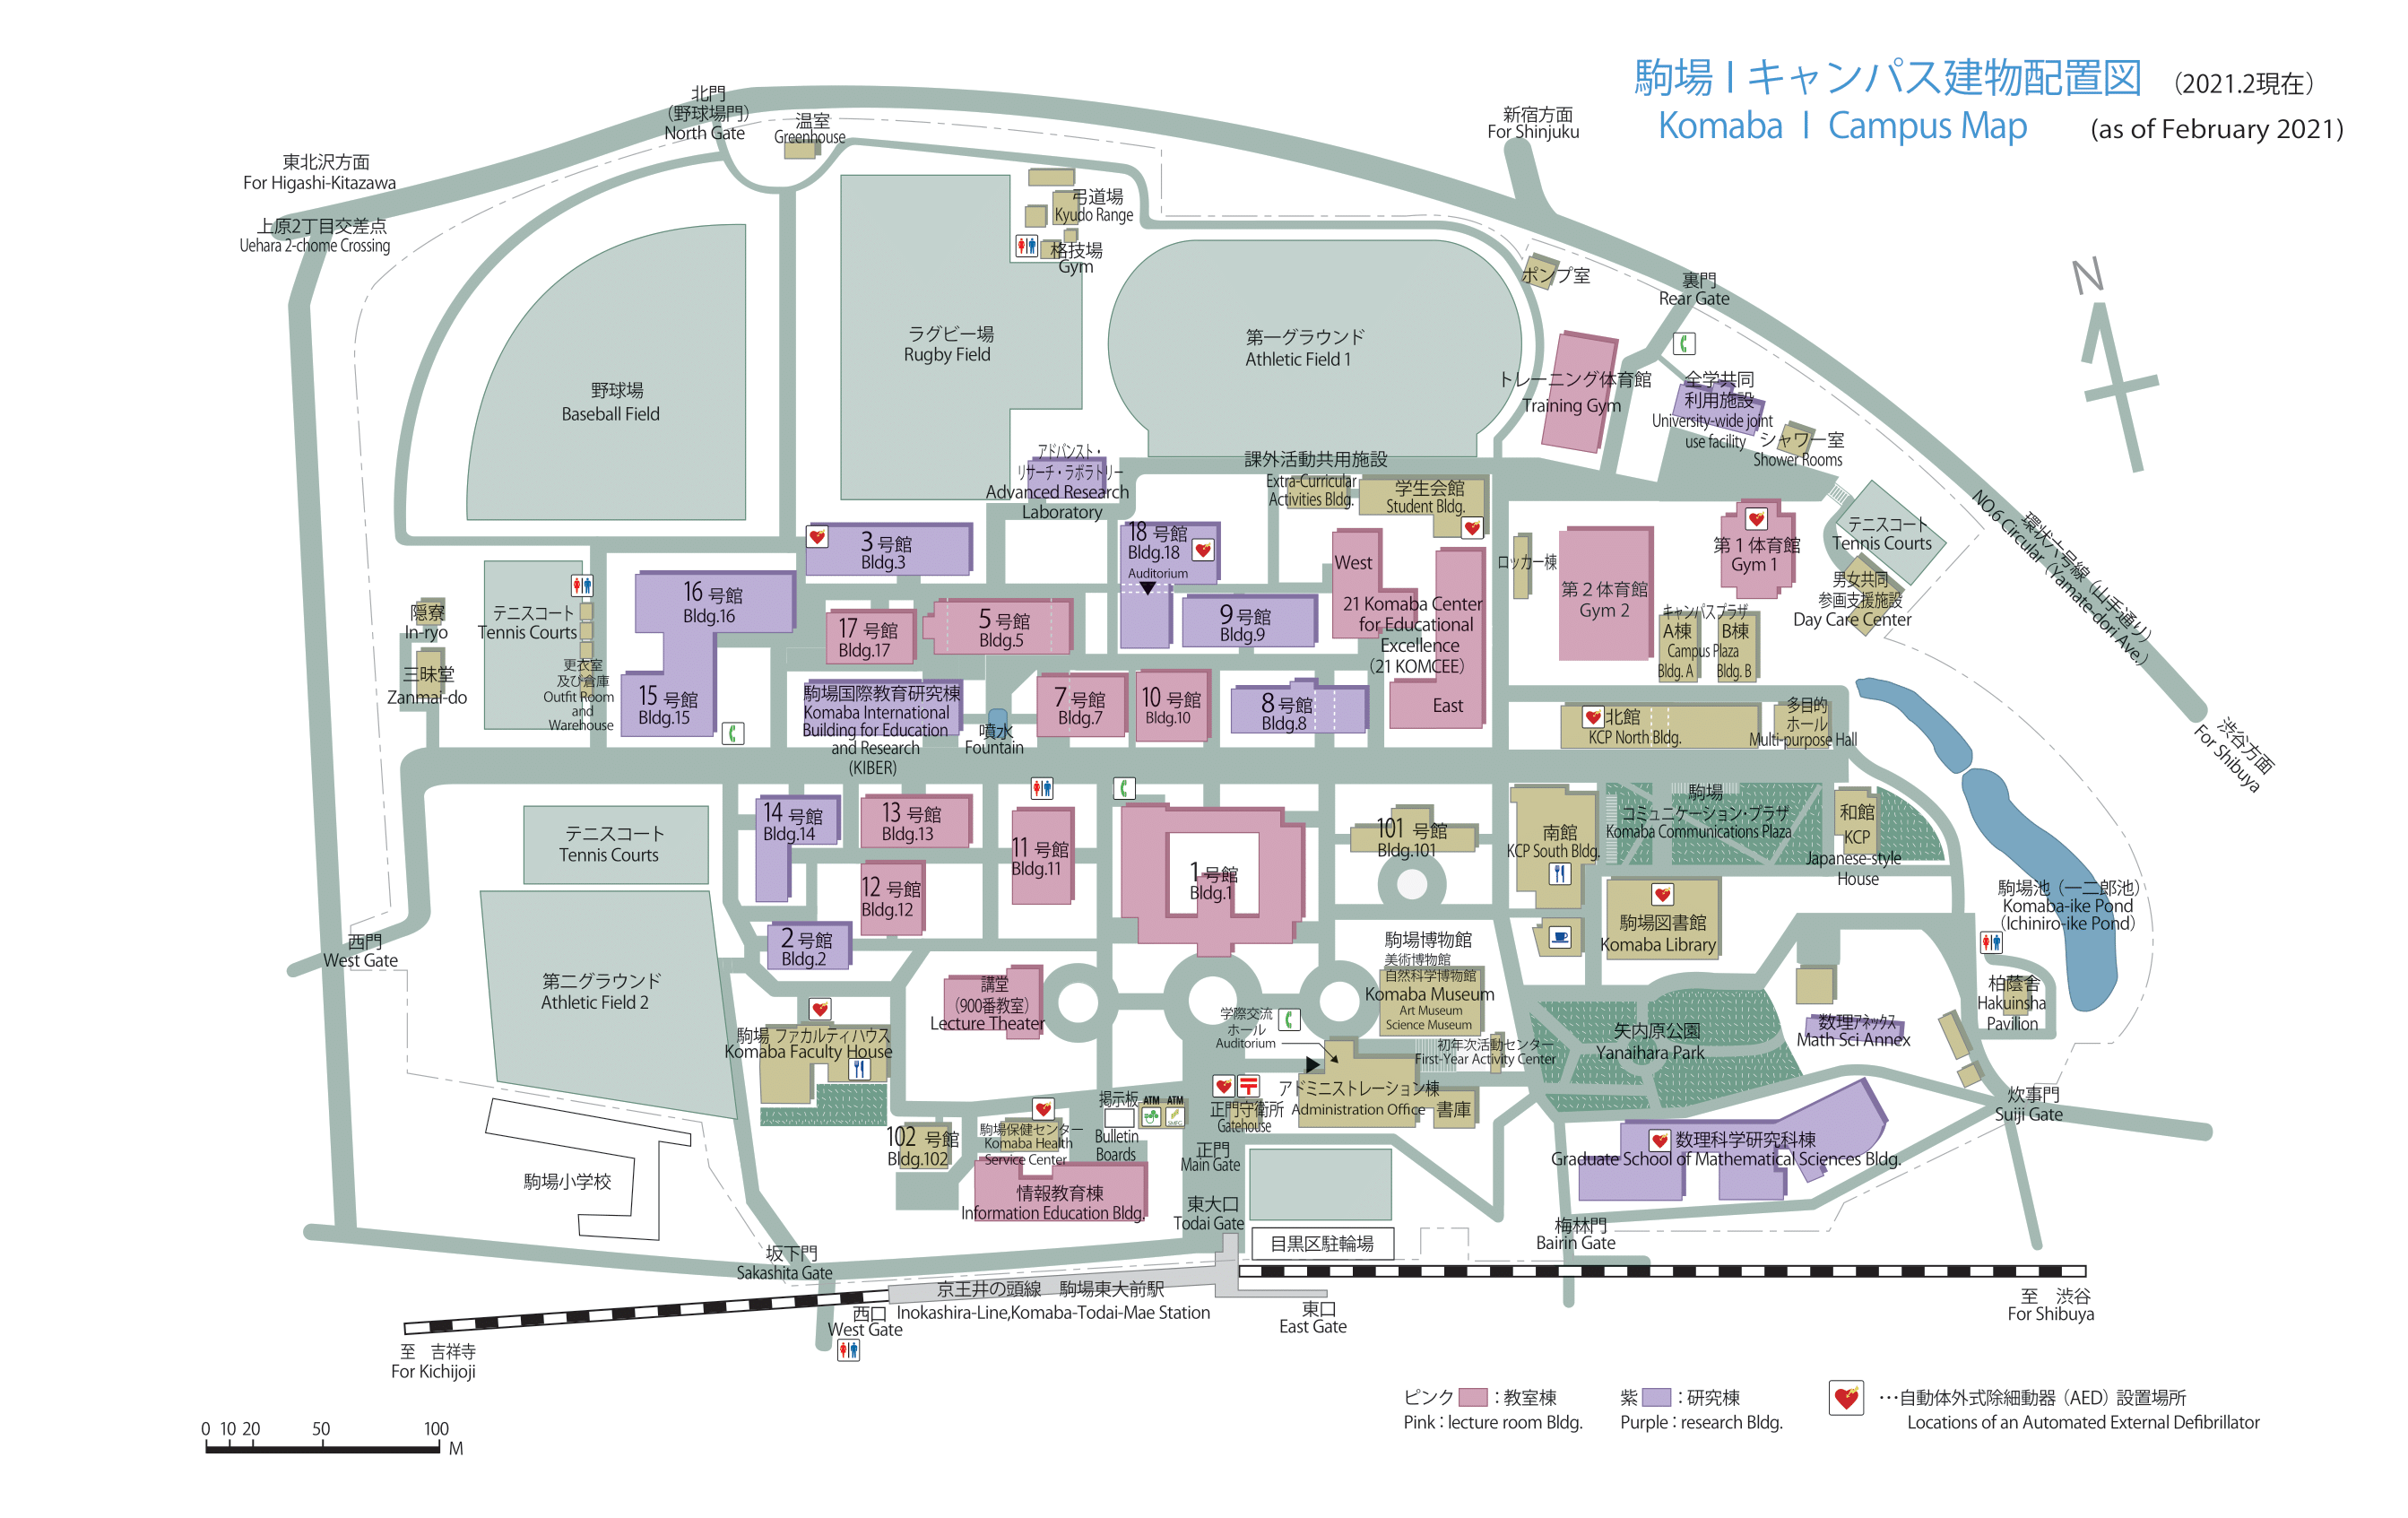 駒場Ⅰキャンパス建物配置図 （2021.2現在）
Komaba Ⅰ Campus Map (as of February 2021)
北門
（野球場門）
North Gate
温室
Greenhouse
新宿方面
For Shinjuku
東北沢方面
For Higashi-Kitazawa
上原2丁目交差点
Uehara 2-chome Crossing
弓道場
Kyudo Range
格技場
Gym
ポンプ室
裏門
Rear Gate
N
野球場
Baseball Field
ラグビー場
Rugby Field
第一グラウンド
Athletic Field 1
トレーニング体育館
Training Gym
全学共同
利用施設
University-wide joint
use facility
シャワー室
Shower Rooms
アドバンスト・
リサーチ・ラボラトリー
Advanced Research
Laboratory
課外活動共用施設
Extra-Curricular
Activities Bldg.
学生会館
Student Bldg.
NO.6 Circular (Yamate-dori Ave.)
環状六号線（山手通り）
3 号館
Bldg.3
18 号館
Bldg.18
Auditorium
West
ロッカー棟
第２体育館
Gym 2
第１体育館
Gym 1
テニスコート
Tennis Courts
男女共同
参画支援施設
Day Care Center
隠寮
In-ryo
三昧堂
Zanmai-do
テニスコート
Tennis Courts
更衣室
及び倉庫
Outfit Room
and
Warehouse
16 号館
Bldg.16
15 号館
Bldg.15
17 号館
Bldg.17
5 号館
Bldg.5
9 号館
Bldg.9
21 Komaba Center
for Educational
Excellence
（21 KOMCEE）
East
キャンパスプラザ
A棟
B棟
Campus Plaza
Bldg. A
Bldg. B
駒場国際教育研究棟
Komaba International
Building for Education
and Research
(KIBER)
噴水
Fountain
7 号館
Bldg.7
10 号館
Bldg.10
8 号館
Bldg.8
北館
KCP North Bldg.
多目的
ホール
Multi-purpose Hall
渋谷方面
For Shibuya
14 号館
Bldg.14
13 号館
Bldg.13
11 号館
Bldg.11
12 号館
Bldg.12
1号館
Bldg.1
101 号館
Bldg.101
南館
KCP South Bldg.
駒場
コミュニケーション・プラザ
Komaba Communications Plaza
和館
KCP
Japanese-style
House
テニスコート
Tennis Courts
駒場図書館
Komaba Library
駒場池（一二郎池）
Komaba-ike Pond
(Ichiniro-ike Pond)
西門
West Gate
2 号館
Bldg.2
第二グラウンド
Athletic Field 2
講堂
（900番教室）
Lecture Theater
駒場博物館
美術博物館
自然科学博物館
Komaba Museum
Art Museum
Science Museum
柏蔭舎
Hakuinsha
Pavilion
学際交流
ホール
Auditorium
駒場 ファカルティハウス
Komaba Faculty House
初年次活動センター
First-Year Activity Center
矢内原公園
Yanaihara Park
数理アネックス
Math Sci Annex
アドミニストレーション棟
Administration Office
書庫
炊事門
Suiji Gate
掲示板
ATM
ATM
Bulletin
Boards
正門守衛所
Gatehouse
102 号館
Bldg.102
駒場保健センター
Komaba Health
Service Center
正門
Main Gate
数理科学研究科棟
Graduate School of Mathematical Sciences Bldg.
駒場小学校
情報教育棟
Information Education Bldg.
東大口
Todai Gate
目黒区駐輪場
梅林門
Bairin Gate
坂下門
Sakashita Gate
京王井の頭線　駒場東大前駅
Inokashira-Line,Komaba-Todai-Mae Station
西口
West Gate
東口
East Gate
至　渋谷
For Shibuya
至　吉祥寺
For Kichijoji
ピンク：教室棟
Pink：lecture room Bldg.
紫：研究棟
Purple：research Bldg.
…自動体外式除細動器（AED）設置場所
Locations of an Automated External Defibrillator
0 10 20 50 100
M